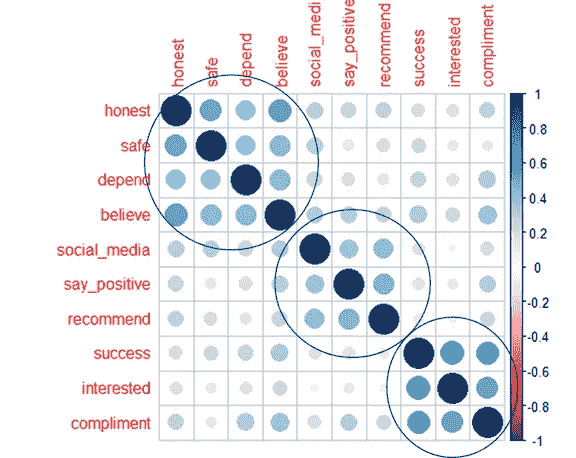 honest
safe
depend
believe
social_medi
say_positive
recommend
success
interested
compliment
honest
safe
depend
believe
social_media
say_positive
recommend
success
interested
compliment
1
0.8
0.6
0.4
0.2
0
-0.2
-0.4
-0.6
-0.8
-1